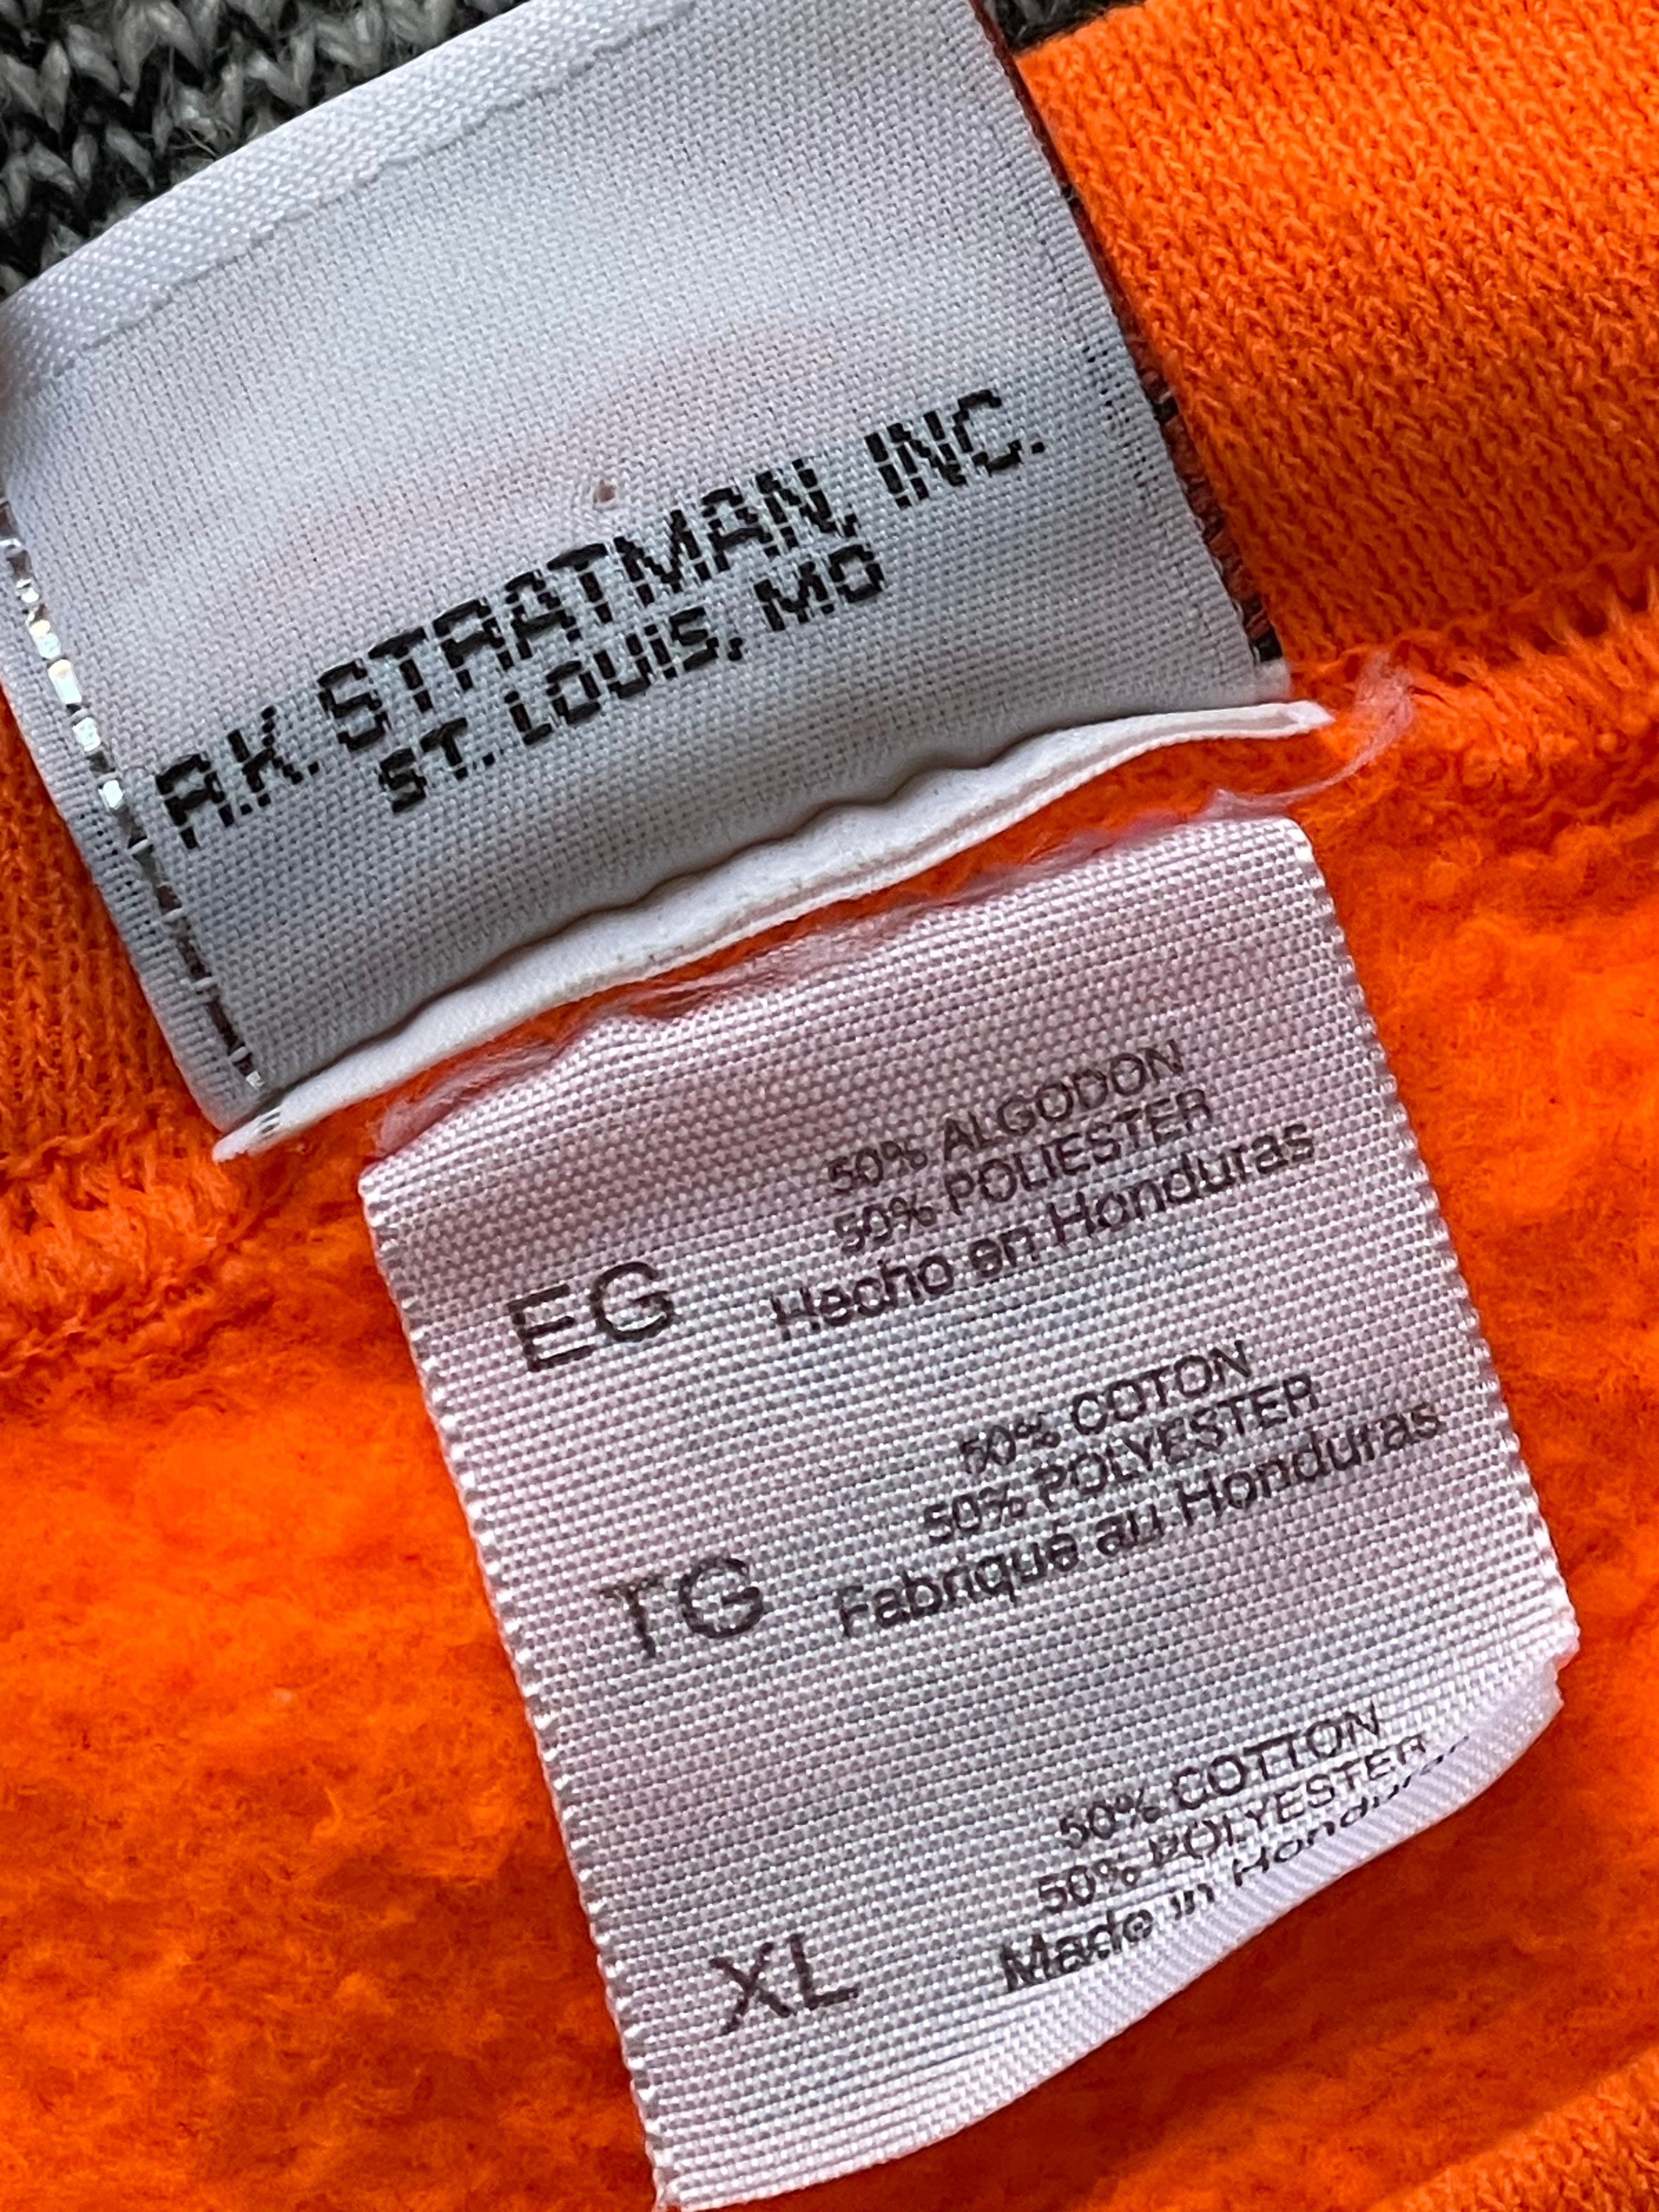 R.K. STRATMAN, INC.
ST. LOUIS, MO
50% ALGODON
50% POLIESTER
EG Hecho en Honduras
50% COTON
50% POLYESTER
TG Fabriqué au Honduras
50% COTTON
50% POLYESTER
XL Made in Honduras